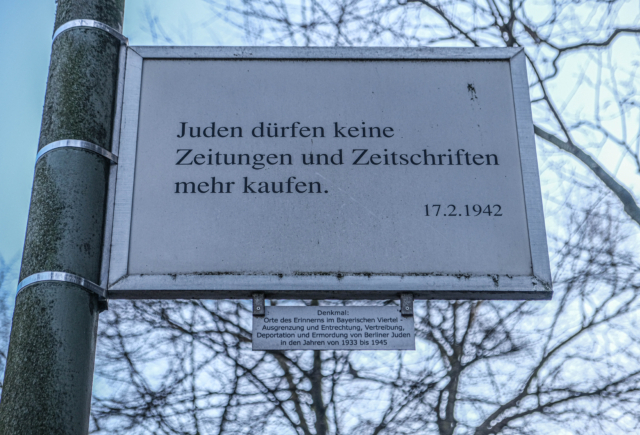 Juden dürfen keine
Zeitungen und Zeitschriften
mehr kaufen.
17.2.1942
Denkmal:
Orte des Erinnerns im Bayerischen Viertel -
Ausgrenzung und Entrechtung, Vertreibung,
Deportation und Ermordung von Berliner Juden
in den Jahren von 1933 bis 1945